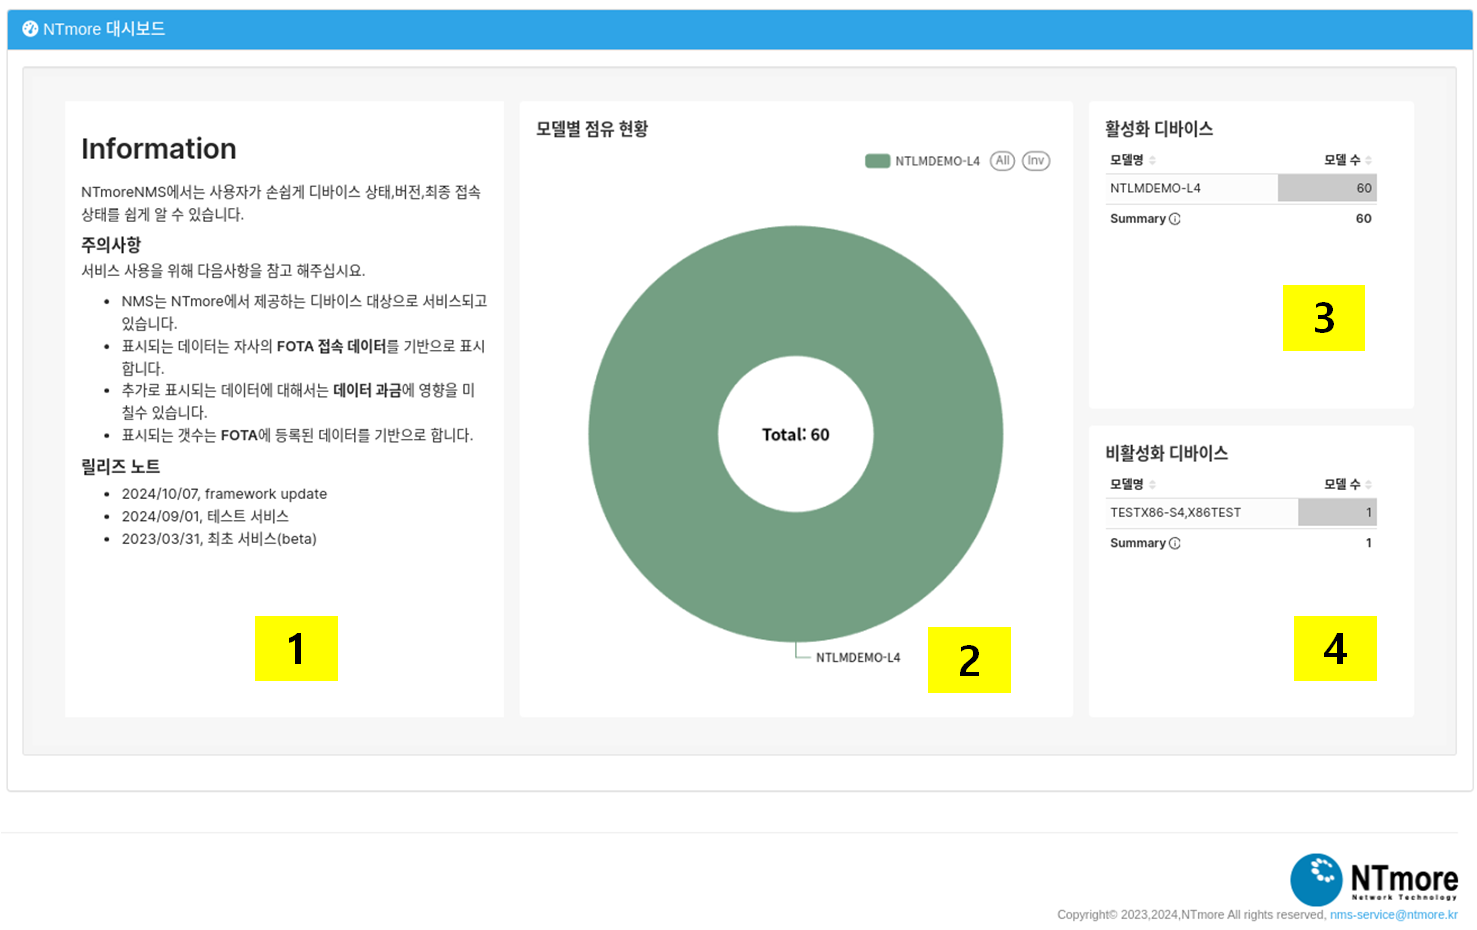 NTmore 대시보드
Information
NTmoreNMS에서는 사용자가 손쉽게 디바이스 상태,버전,최종 접속
상태를 쉽게 알 수 있습니다.
주의사항
서비스 사용을 위해 다음사항을 참고 해주십시요.
• NMS는 NTmore에서 제공하는 디바이스 대상으로 서비스되고
있습니다.
• 표시되는 데이터는 자사의 FOTA 접속 데이터를 기반으로 표시
합니다.
• 추가로 표시되는 데이터에 대해서는 데이터 과금에 영향을 미
칠수 있습니다.
• 표시되는 갯수는 FOTA에 등록된 데이터를 기반으로 합니다.
릴리즈 노트
• 2024/10/07, framework update
• 2024/09/01, 테스트 서비스
• 2023/03/31, 최초 서비스(beta)
1
모델별 점유 현황
NTLMDEMO-L4 All Inv
Total: 60
NTLMDEMO-L4
2
활성화 디바이스
모델명 모델 수
NTLMDEMO-L4 60
Summary 60
3
비활성화 디바이스
모델명 모델 수
TESTX86-S4,X86TEST 1
Summary 1
4
NTmore
Network Technology
Copyright© 2023,2024,NTmore All rights reserved, nms-service@ntmore.kr